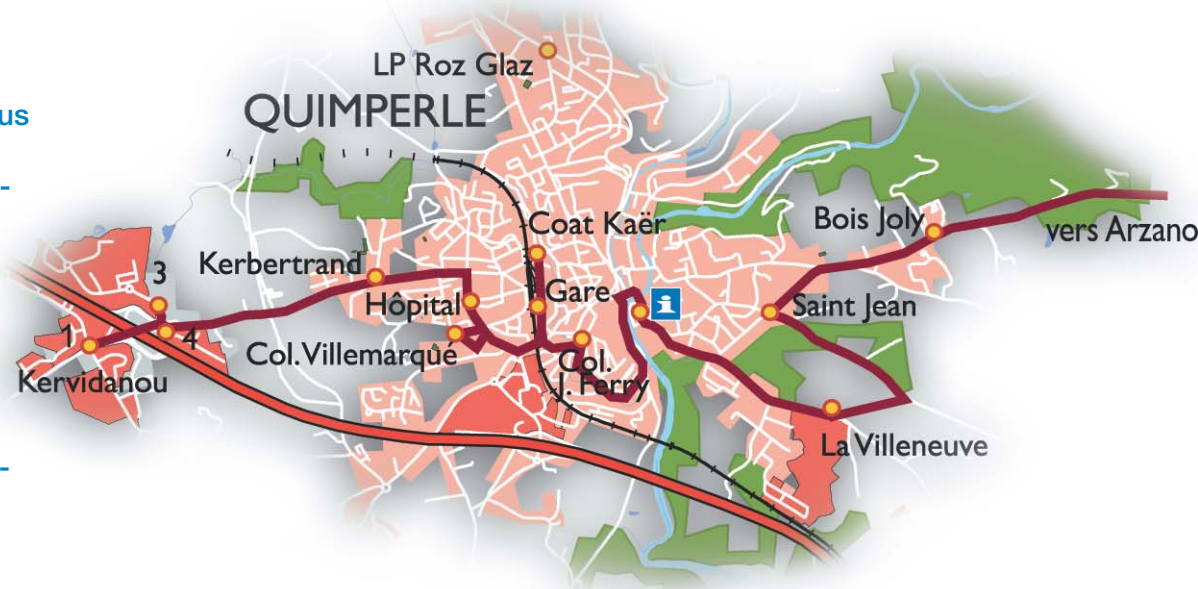 us
-
-
LP Roz Glaz
QUIMPERLE
Coat Kaër
Bois Joly
vers Arzano
Kerbertrand
3
Hôpital
Gare
i
Saint Jean
1
4
Col. Villemarqué
Col.
J. Ferry
Kervidanou
La Villeneuve